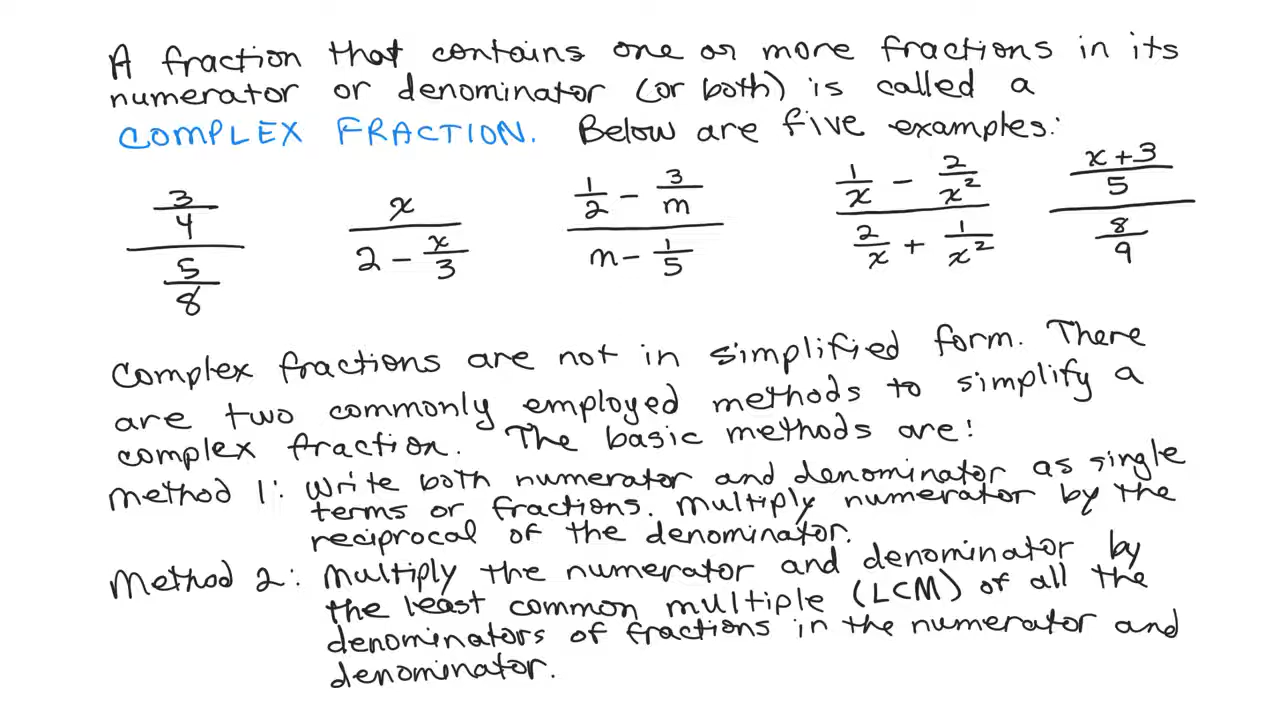 A fraction that contains one or more fractions in its
numerator or denominator (or both) is called a
COMPLEX FRACTION. Below are five examples:
(3/4)/(5/8)  x/(2 - x/3)  (1/2 - 3/m)/(m - 1/5)  (1/x - 2/x²)/(2/x + 1/x²)  ((x+3)/5)/(8/9)
Complex fractions are not in simplified form. There
are two commonly employed methods to simplify a
complex fraction. The basic methods are:
Method 1: Write both numerator and denominator as single
terms or fractions. Multiply numerator by the
reciprocal of the denominator.
Method 2: Multiply the numerator and denominator by
the least common multiple (LCM) of all the
denominators of fractions in the numerator and
denominator.